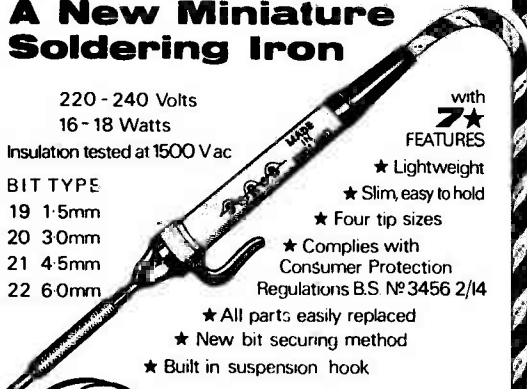 A New Miniature
Soldering Iron
220 - 240 Volts
16 - 18 Watts
Insulation tested at 1500 V ac
BIT TYPE
19 1·5mm
20 3·0mm
21 4·5mm
22 6·0mm
MADE
IN
with
7★
FEATURES
★ Lightweight
★ Slim, easy to hold
★ Four tip sizes
★ Complies with
Consumer Protection
Regulations B.S. Nº 3456 2/14
★ All parts easily replaced
★ New bit securing method
★ Built in suspension hook